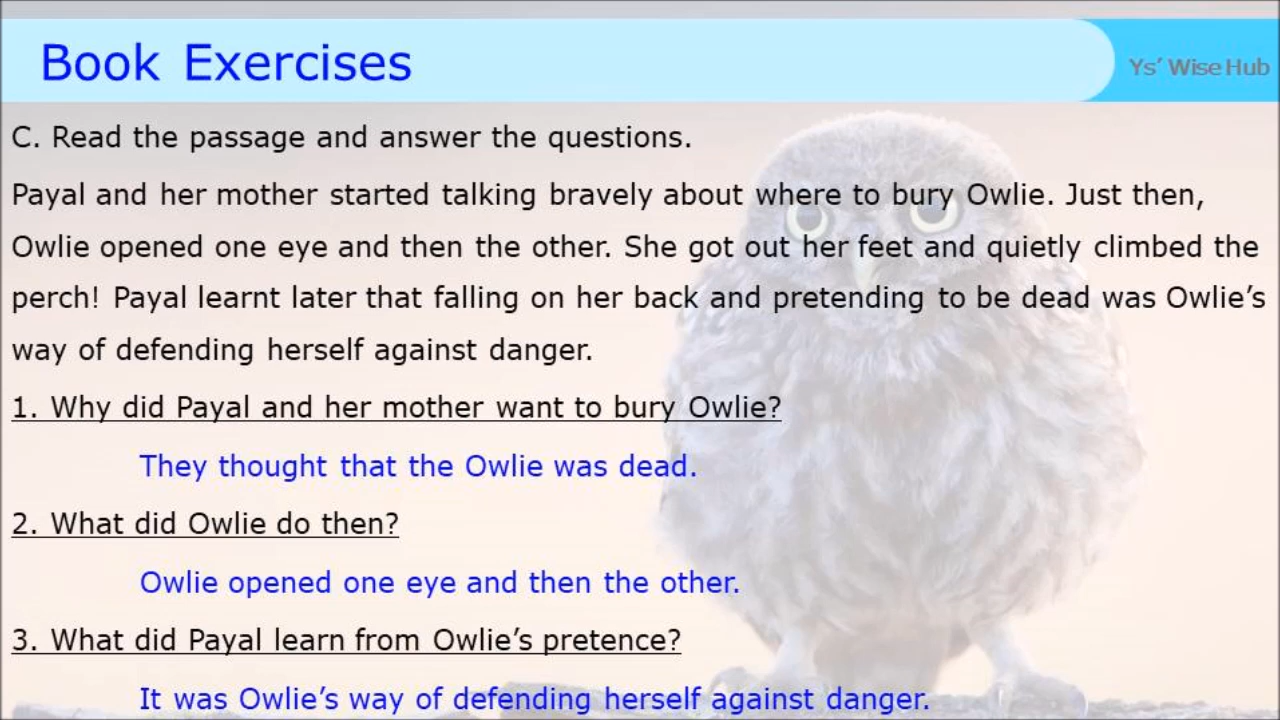 Book Exercises
Ys’ Wise Hub
C. Read the passage and answer the questions.
Payal and her mother started talking bravely about where to bury Owlie. Just then,
Owlie opened one eye and then the other. She got out her feet and quietly climbed the
perch! Payal learnt later that falling on her back and pretending to be dead was Owlie’s
way of defending herself against danger.
1. Why did Payal and her mother want to bury Owlie?
They thought that the Owlie was dead.
2. What did Owlie do then?
Owlie opened one eye and then the other.
3. What did Payal learn from Owlie’s pretence?
It was Owlie’s way of defending herself against danger.